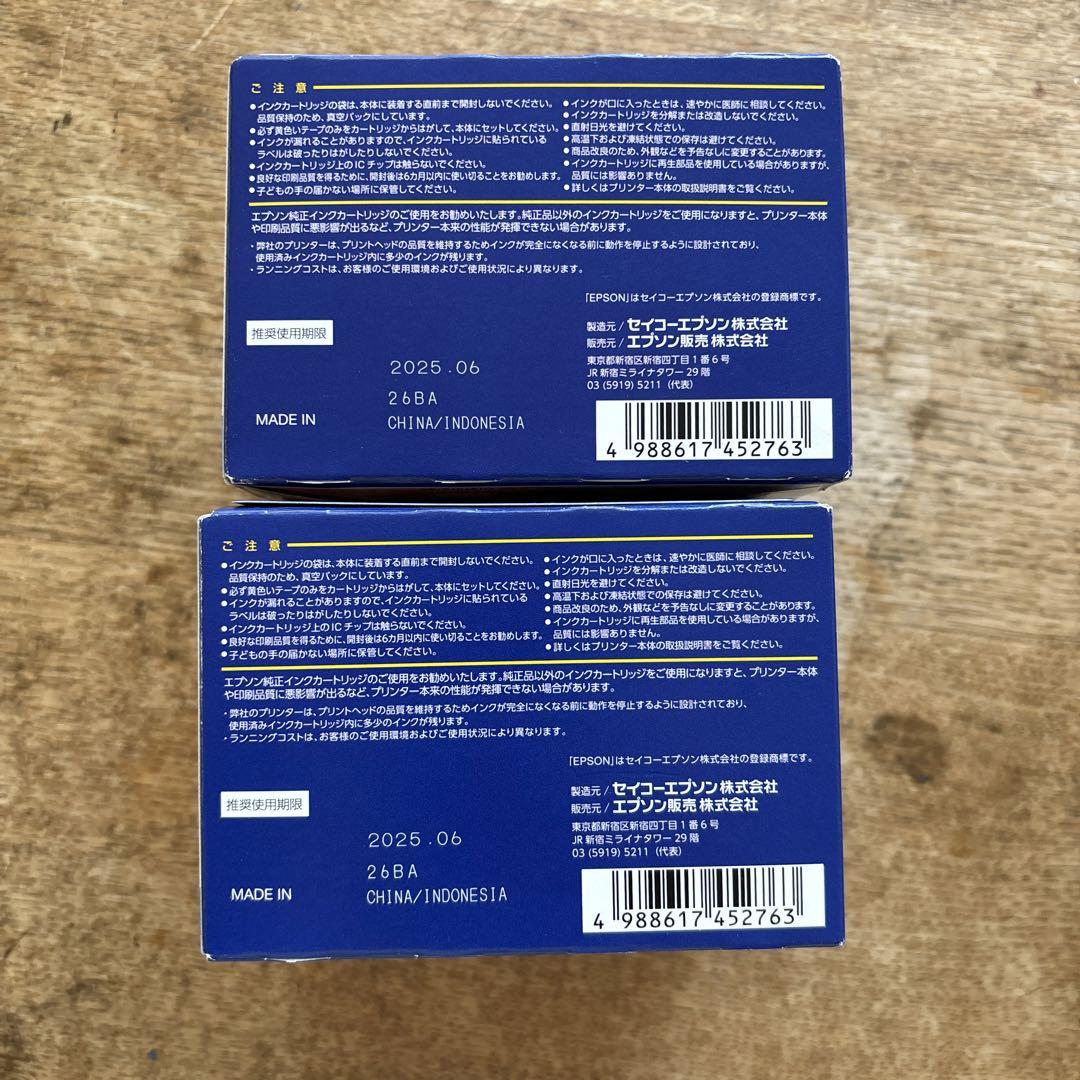 ご注意
●インクカートリッジの袋は、本体に装着する直前まで開封しないでください。
品質保持のため、真空パックにしています。
●必ず黄色いテープのみをカートリッジからはがして、本体にセットしてください。
●インクが漏れることがありますので、インクカートリッジに貼られている
ラベルは破ったりはがしたりしないでください。
●インクカートリッジ上のICチップは触らないでください。
●良好な印刷品質を得るために、開封後は6カ月以内に使い切ることをお勧めします。
●子どもの手の届かない場所に保管してください。
●インクが口に入ったときは、速やかに医師に相談してください。
●インクカートリッジを分解または改造しないでください。
●直射日光を避けてください。
●高温下および凍結状態での保存は避けてください。
●商品改良のため、外観などを予告なしに変更することがあります。
●インクカートリッジに再生部品を使用している場合がありますが、
品質には影響ありません。
●詳しくはプリンター本体の取扱説明書をご覧ください。
エプソン純正インクカートリッジのご使用をお勧めいたします。純正品以外のインクカートリッジをご使用になりますと、プリンター本体
や印刷品質に悪影響が出るなど、プリンター本来の性能が発揮できない場合があります。
・弊社のプリンターは、プリントヘッドの品質を維持するためインクが完全になくなる前に動作を停止するように設計されており、
使用済みインクカートリッジ内に多少のインクが残ります。
・ランニングコストは、お客様のご使用環境およびご使用状況により異なります。
「EPSON」はセイコーエプソン株式会社の登録商標です。
製造元 / セイコーエプソン株式会社
販売元 / エプソン販売株式会社
東京都新宿区新宿四丁目1番6号
JR新宿ミライナタワー29階
03 (5919) 5211（代表）
推奨使用期限
2025.06
26BA
MADE IN CHINA/INDONESIA
4 988617 452763
ご注意
●インクカートリッジの袋は、本体に装着する直前まで開封しないでください。
品質保持のため、真空パックにしています。
●必ず黄色いテープのみをカートリッジからはがして、本体にセットしてください。
●インクが漏れることがありますので、インクカートリッジに貼られている
ラベルは破ったりはがしたりしないでください。
●インクカートリッジ上のICチップは触らないでください。
●良好な印刷品質を得るために、開封後は6カ月以内に使い切ることをお勧めします。
●子どもの手の届かない場所に保管してください。
●インクが口に入ったときは、速やかに医師に相談してください。
●インクカートリッジを分解または改造しないでください。
●直射日光を避けてください。
●高温下および凍結状態での保存は避けてください。
●商品改良のため、外観などを予告なしに変更することがあります。
●インクカートリッジに再生部品を使用している場合がありますが、
品質には影響ありません。
●詳しくはプリンター本体の取扱説明書をご覧ください。
エプソン純正インクカートリッジのご使用をお勧めいたします。純正品以外のインクカートリッジをご使用になりますと、プリンター本体
や印刷品質に悪影響が出るなど、プリンター本来の性能が発揮できない場合があります。
・弊社のプリンターは、プリントヘッドの品質を維持するためインクが完全になくなる前に動作を停止するように設計されており、
使用済みインクカートリッジ内に多少のインクが残ります。
・ランニングコストは、お客様のご使用環境およびご使用状況により異なります。
「EPSON」はセイコーエプソン株式会社の登録商標です。
製造元 / セイコーエプソン株式会社
販売元 / エプソン販売株式会社
東京都新宿区新宿四丁目1番6号
JR新宿ミライナタワー29階
03 (5919) 5211（代表）
推奨使用期限
2025.06
26BA
MADE IN CHINA/INDONESIA
4 988617 452763